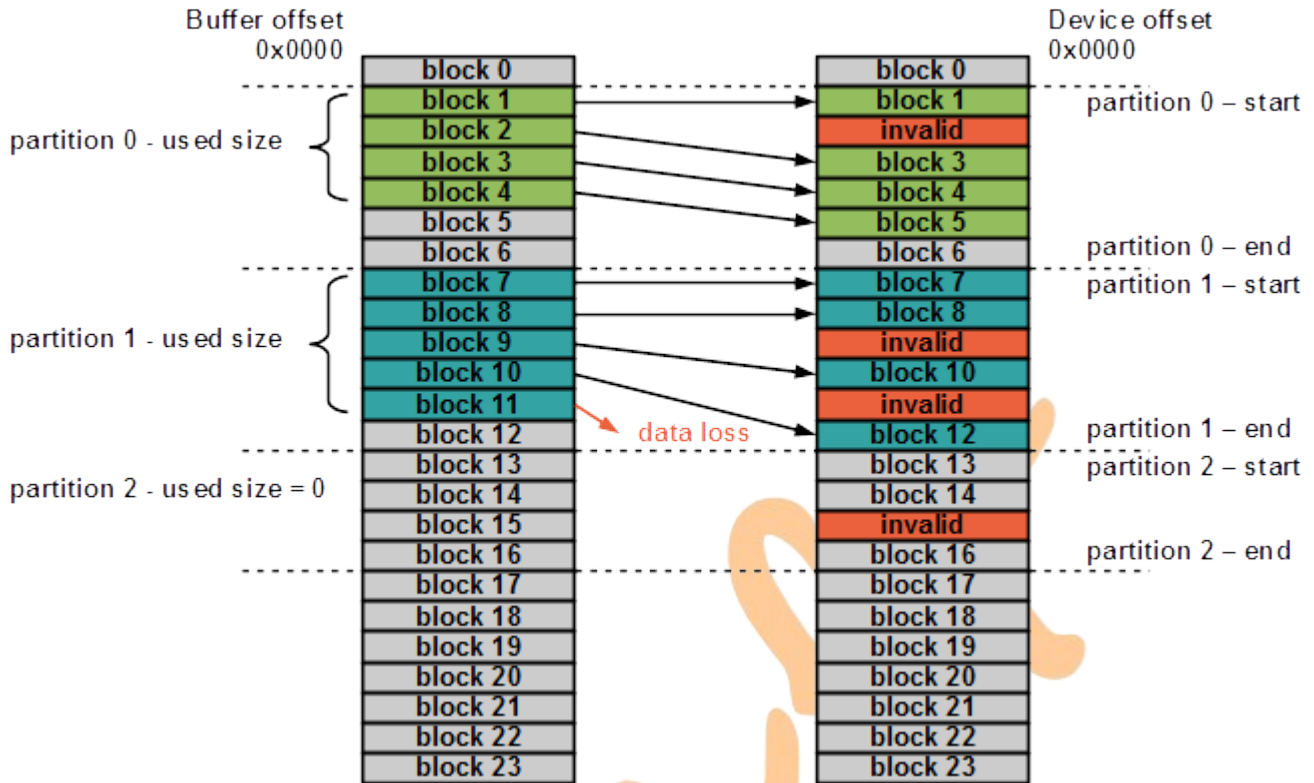 Buffer offset
0x0000
Device offset
0x0000
block 0
block 0
block 1
block 1
partition 0 – start
block 2
invalid
partition 0 - used size
block 3
block 3
block 4
block 4
block 5
block 5
block 6
block 6
partition 0 – end
block 7
block 7
partition 1 – start
block 8
block 8
partition 1 - used size
block 9
invalid
block 10
block 10
block 11
invalid
data loss
block 12
block 12
partition 1 – end
block 13
block 13
partition 2 – start
partition 2 - used size = 0
block 14
block 14
block 15
invalid
block 16
block 16
partition 2 – end
block 17
block 17
block 18
block 18
block 19
block 19
block 20
block 20
block 21
block 21
block 22
block 22
block 23
block 23